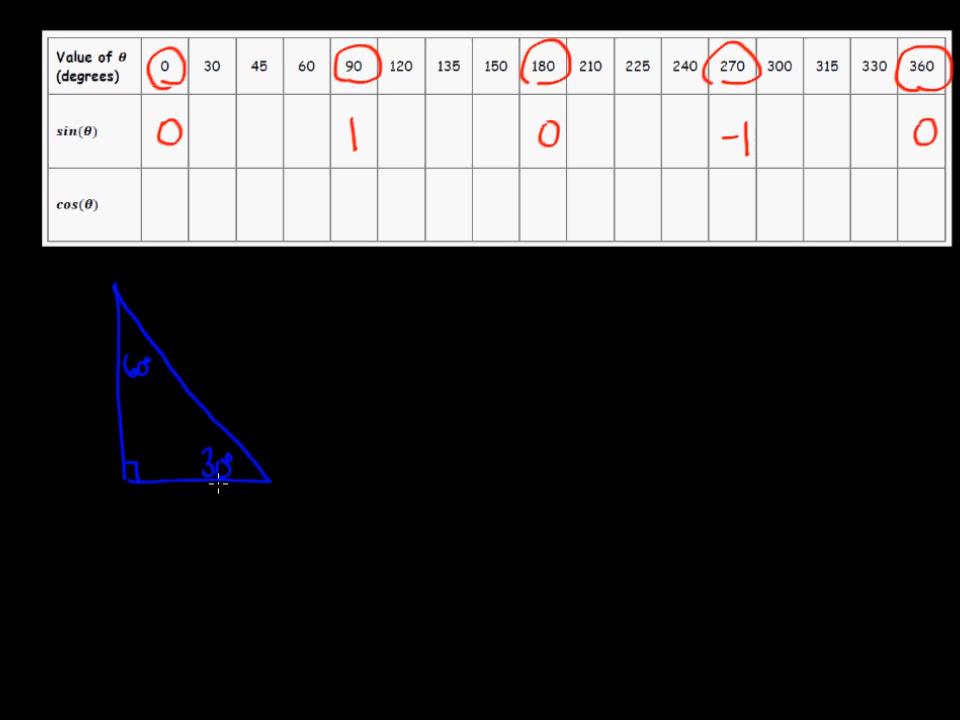 Value of θ (degrees) 0 30 45 60 90 120 135 150 180 210 225 240 270 300 315 330 360
sin(θ) 0 1 0 -1 0
cos(θ)
60°
30°